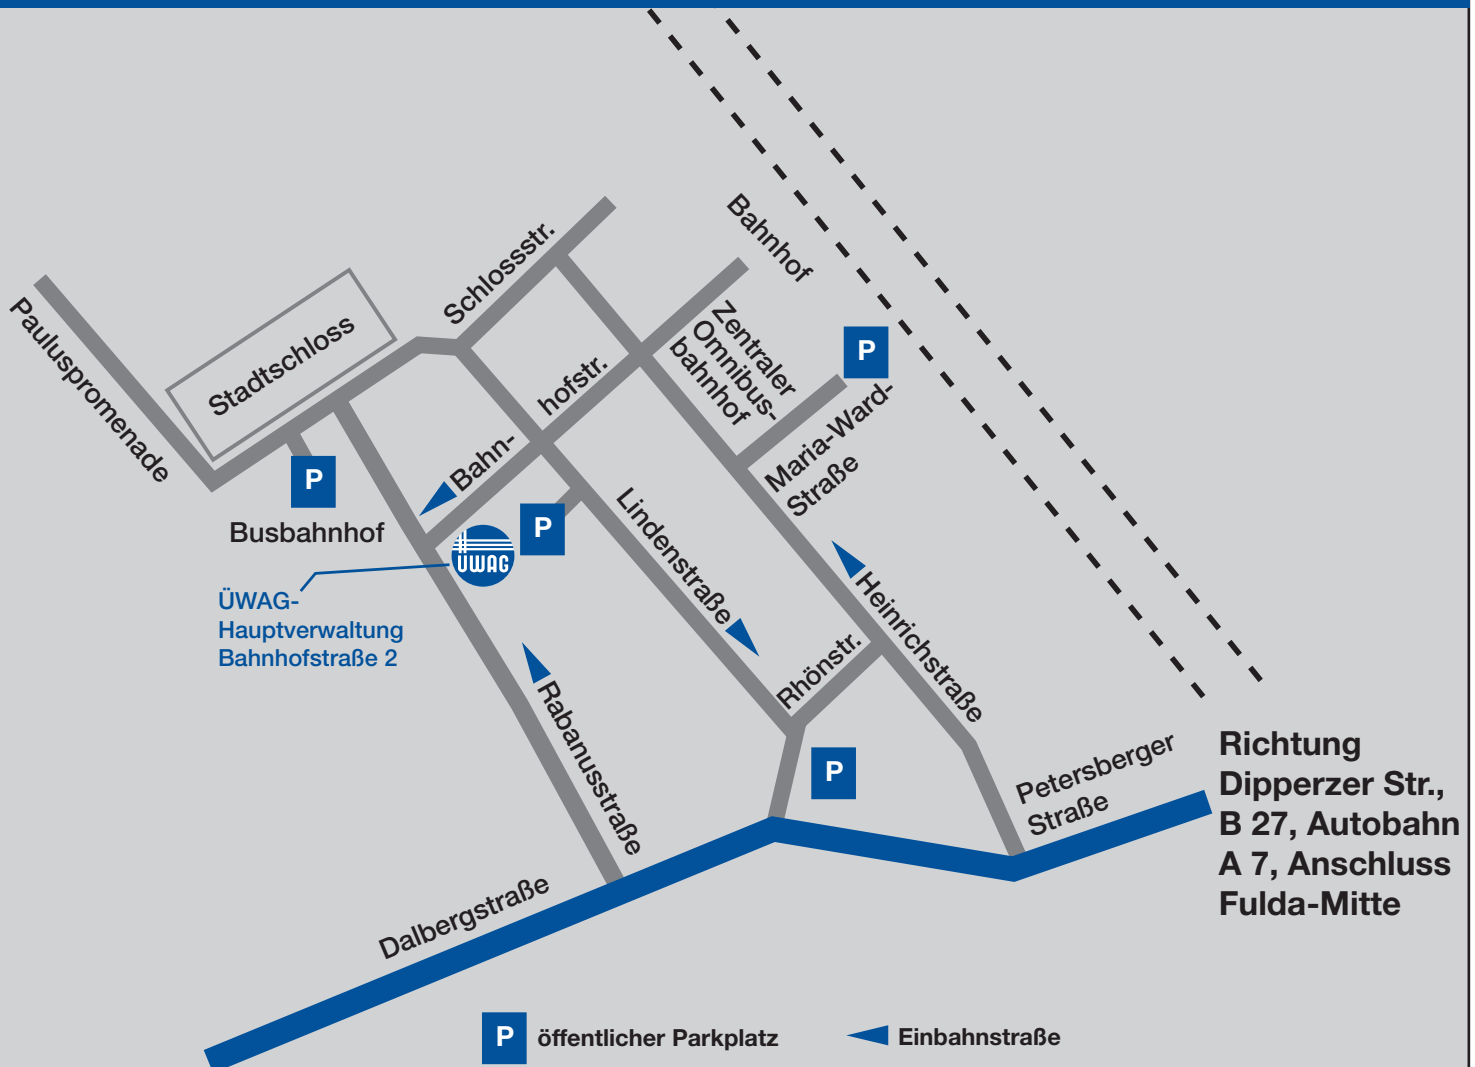 Bahnhof
Schlossstr.
Stadtschloss
Pauluspromenade
Zentraler
Omnibus-
bahnhof
P
hofstr.
Bahn-
Maria-Ward-
Straße
P
Busbahnhof
P
ÜWAG
ÜWAG-
Hauptverwaltung
Bahnhofstraße 2
Lindenstraße
Heinrichstraße
Rhönstr.
Rabanusstraße
P
Petersberger
Straße
Richtung
Dipperzer Str.,
B 27, Autobahn
A 7, Anschluss
Fulda-Mitte
Dalbergstraße
P öffentlicher Parkplatz
Einbahnstraße